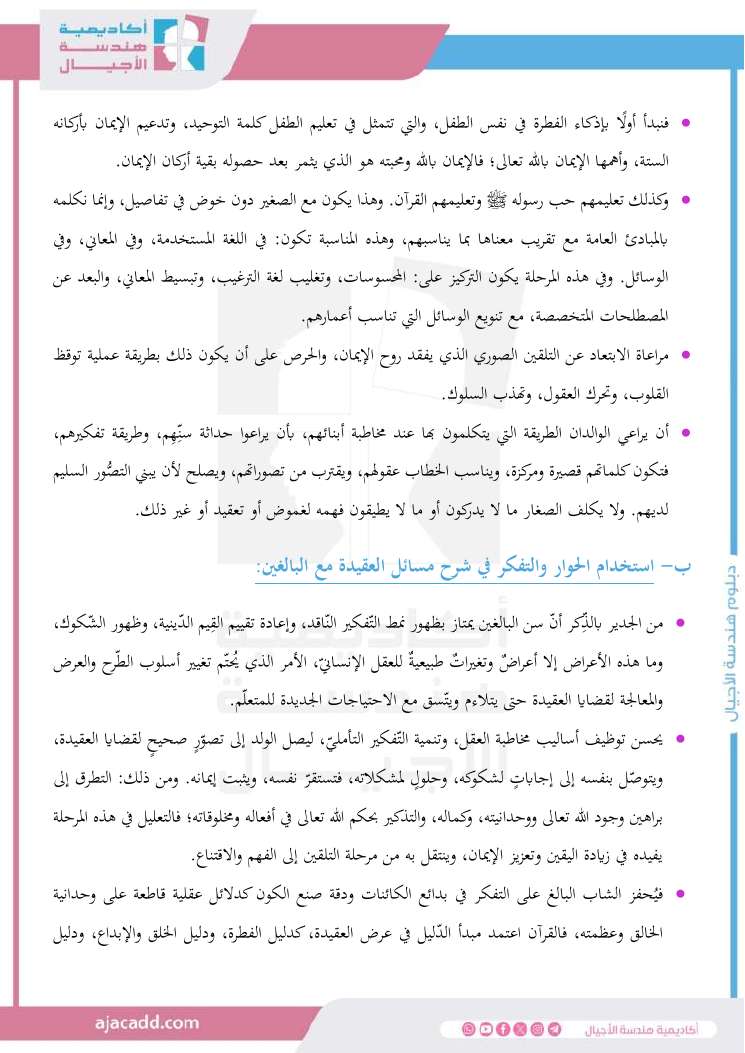 أكاديمية
هندسة
الأجيال
فنبدأ أولًا بإذكاء الفطرة في نفس الطفل، والتي تتمثل في تعليم الطفل كلمة التوحيد، وتدعيم الإيمان بأركانه
الستة، وأهمها الإيمان بالله تعالى؛ فالإيمان بالله ومحبته هو الذي يثمر بعد حصوله بقية أركان الإيمان.
وكذلك تعليمهم حب رسوله ﷺ وتعليمهم القرآن. وهذا يكون مع الصغير دون خوض في تفاصيل، وإنما نكلمه
بالمبادئ العامة مع تقريب معناها بما يناسبهم، وهذه المناسبة تكون: في اللغة المستخدمة، وفي المعاني، وفي
الوسائل. وفي هذه المرحلة يكون التركيز على: المحسوسات، وتغليب لغة الترغيب، وتبسيط المعاني، والبعد عن
المصطلحات المتخصصة، مع تنويع الوسائل التي تناسب أعمارهم.
مراعاة الابتعاد عن التلقين الصوري الذي يفقد روح الإيمان، والحرص على أن يكون ذلك بطريقة عملية توقظ
القلوب، وتحرك العقول، وتهذب السلوك.
أن يراعي الوالدان الطريقة التي يتكلمون بها عند مخاطبة أبنائهم، بأن يراعوا حداثة سنِّهِم، وطريقة تفكيرهم،
فتكون كلماتهم قصيرة ومركزة، ويناسب الخطاب عقولهم، ويقترب من تصوراتهم، ويصلح لأن يبني التصُّور السليم
لديهم. ولا يكلف الصغار ما لا يدركون أو ما لا يطيقون فهمه لغموض أو تعقيد أو غير ذلك.
ب- استخدام الحوار والتفكر في شرح مسائل العقيدة مع البالغين:
من الجدير بالذِّكر أنّ سن البالغين يمتاز بظهور نمط التّفكير النّاقد، وإعادة تقييم القِيم الدّينية، وظهور الشّكوك،
وما هذه الأعراض إلا أعراضٌ وتغيراتٌ طبيعيةٌ للعقل الإنسانيّ، الأمر الذي يُحتّم تغيير أسلوب الطّرح والعرض
والمعالجة لقضايا العقيدة حتى يتلاءم ويتّسق مع الاحتياجات الجديدة للمتعلّم.
يحسن توظيف أساليب مخاطبة العقل، وتنمية التّفكير التأمليّ، ليصل الولد إلى تصوّرٍ صحيحٍ لقضايا العقيدة،
ويتوصّل بنفسه إلى إجاباتٍ لشكوكه، وحلولٍ لمشكلاته، فتستقرّ نفسه، ويثبت إيمانه. ومن ذلك: التطرق إلى
براهين وجود الله تعالى ووحدانيته، وكماله، والتذكير بحكم الله تعالى في أفعاله ومخلوقاته؛ فالتعليل في هذه المرحلة
يفيده في زيادة اليقين وتعزيز الإيمان، وينتقل به من مرحلة التلقين إلى الفهم والاقتناع.
فيُحفز الشاب البالغ على التفكر في بدائع الكائنات ودقة صنع الكون كدلائل عقلية قاطعة على وحدانية
الخالق وعظمته، فالقرآن اعتمد مبدأ الدّليل في عرض العقيدة، كدليل الفطرة، ودليل الخلق والإبداع، ودليل
دبلوم هندسة الأجيال
أكاديمية
هندسة
الأجيال
أكاديمية هندسة الأجيال
ajacadd.com